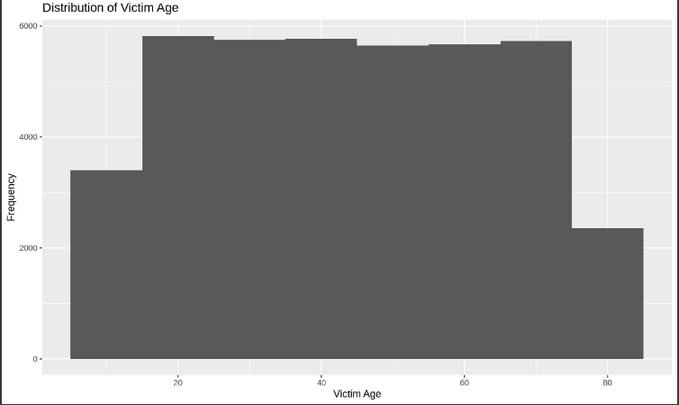 Distribution of Victim Age
6000
4000
2000
0
Frequency
20 40 60 80
Victim Age